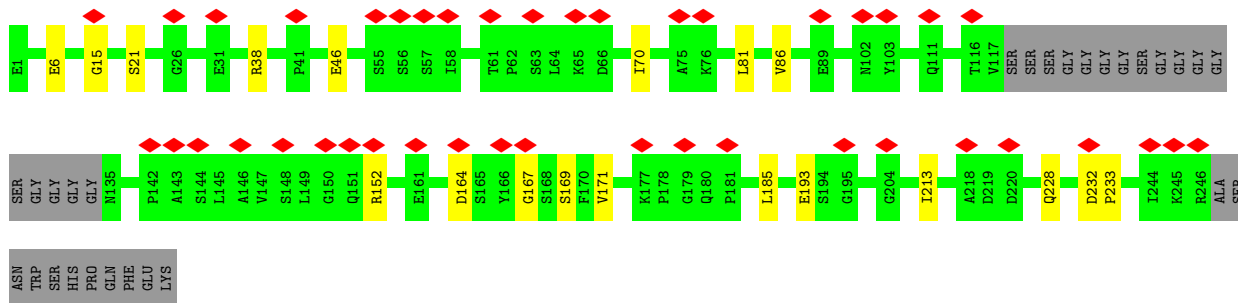 E1 E6 G15 S21 G26 E31 R38 P41 E46 S55 S56 S57 I58 T61 P62 S63 L64 K65 D66 I70 A75 K76 L81 V86 E89 N102 Y103 Q111 T116 V117 SER SER SER GLY GLY GLY GLY SER GLY GLY GLY GLY
SER GLY GLY GLY GLY N135 P142 A143 S144 L145 A146 V147 S148 L149 G150 Q151 R152 E161 D164 S165 Y166 G167 S168 S169 F170 V171 K177 P178 G179 Q180 P181 L185 E193 S194 G195 G204 I213 A218 D219 D220 Q228 D232 P233 I244 K245 R246 ALA SER
ASN TRP SER HIS PRO GLN PHE GLU LYS